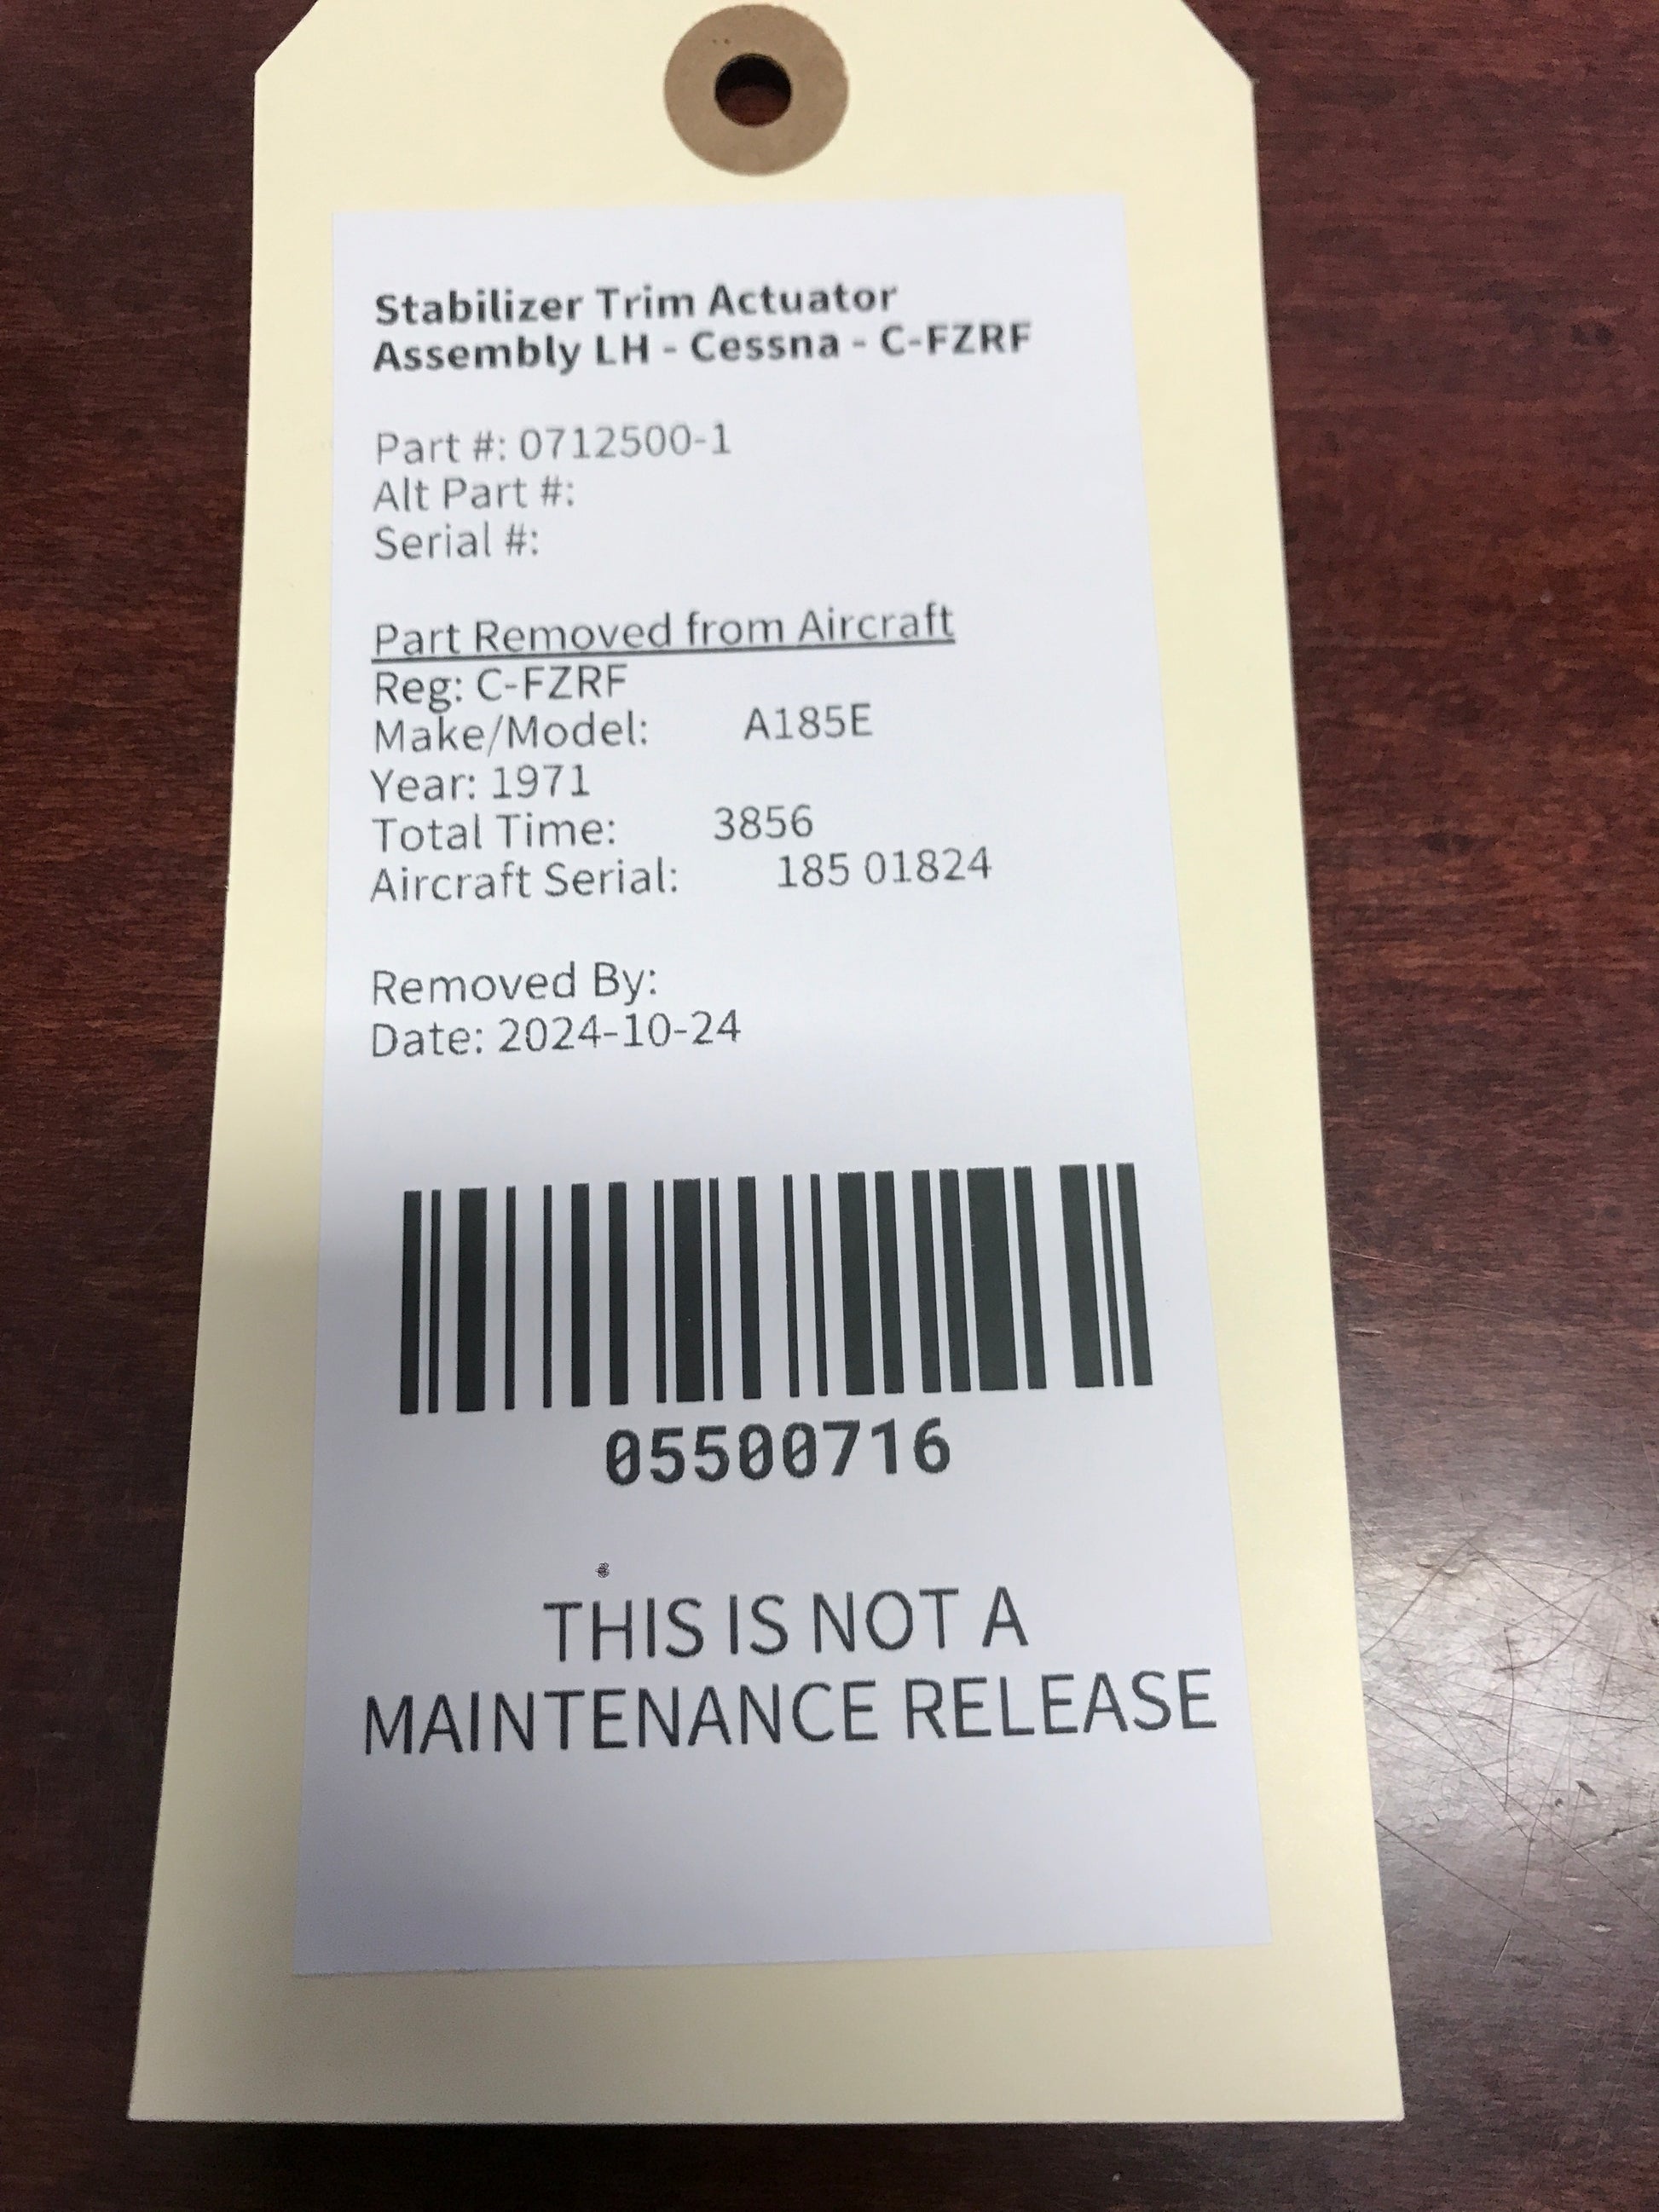 Stabilizer Trim Actuator
Assembly LH - Cessna - C-FZRF
Part #: 0712500-1
Alt Part #:
Serial #:
Part Removed from Aircraft
Reg: C-FZRF
Make/Model: A185E
Year: 1971
Total Time: 3856
Aircraft Serial: 185 01824
Removed By:
Date: 2024-10-24
05500716
THIS IS NOT A
MAINTENANCE RELEASE